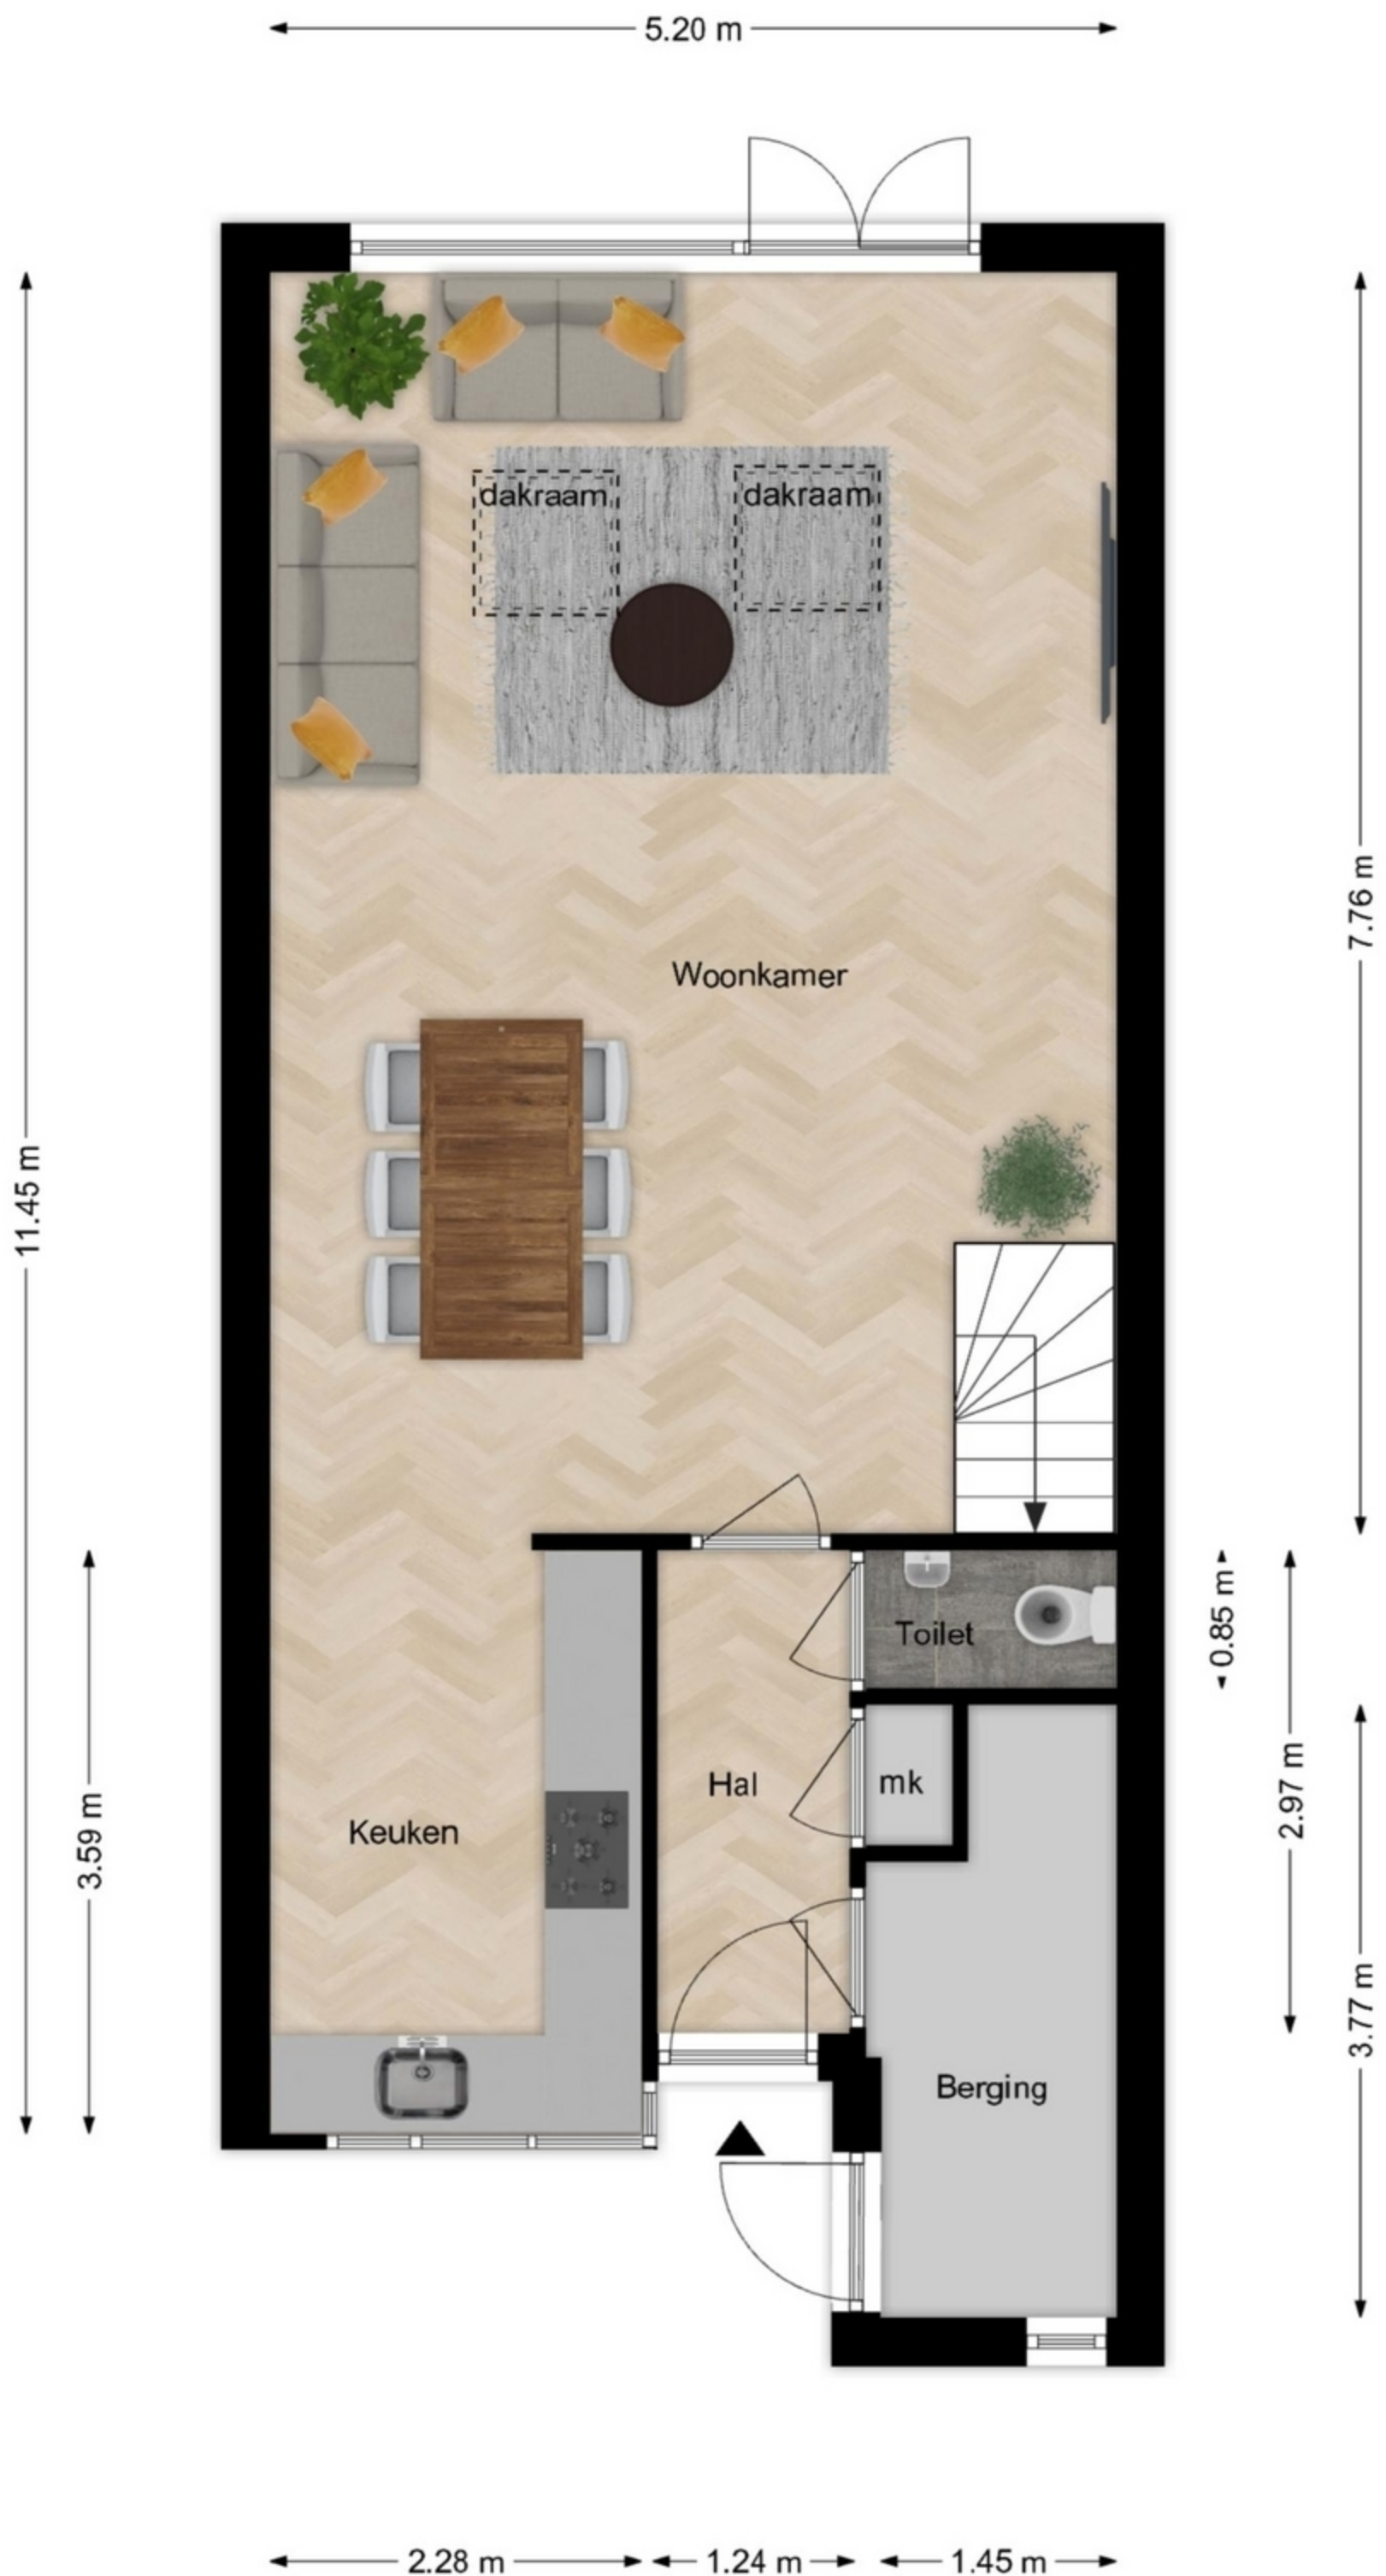 5.20 m
dakraam
dakraam
7.76 m
Woonkamer
11.45 m
0.85 m
Toilet
Hal
mk
2.97 m
Keuken
3.59 m
3.77 m
Berging
2.28 m
1.24 m
1.45 m